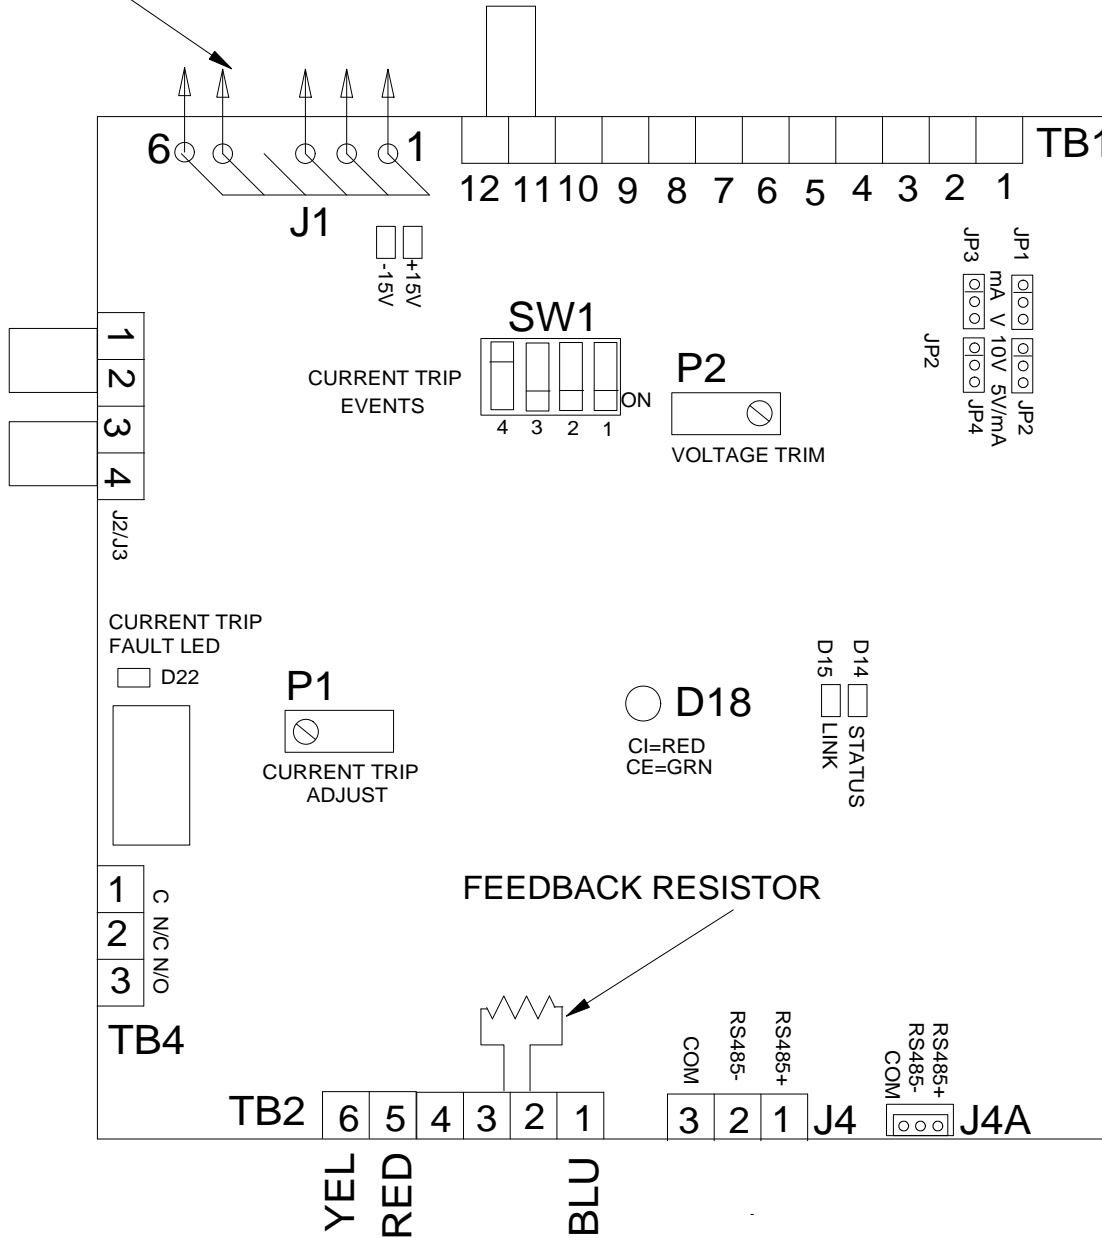 6 1 TB1
12 11 10 9 8 7 6 5 4 3 2 1
J1
-15V +15V
JP3 JP1
mA V
10V 5V/mA
JP2
JP4 JP2
1
2
3
4
J2/J3
SW1
CURRENT TRIP
EVENTS
ON
4 3 2 1
P2
VOLTAGE TRIM
CURRENT TRIP
FAULT LED
D22
P1
CURRENT TRIP
ADJUST
D18
CI=RED
CE=GRN
D15 D14
LINK STATUS
1 C
2 N/C
3 N/O
TB4
FEEDBACK RESISTOR
COM RS485- RS485+
COM RS485- RS485+
TB2 6 5 4 3 2 1
3 2 1 J4
J4A
YEL RED BLU